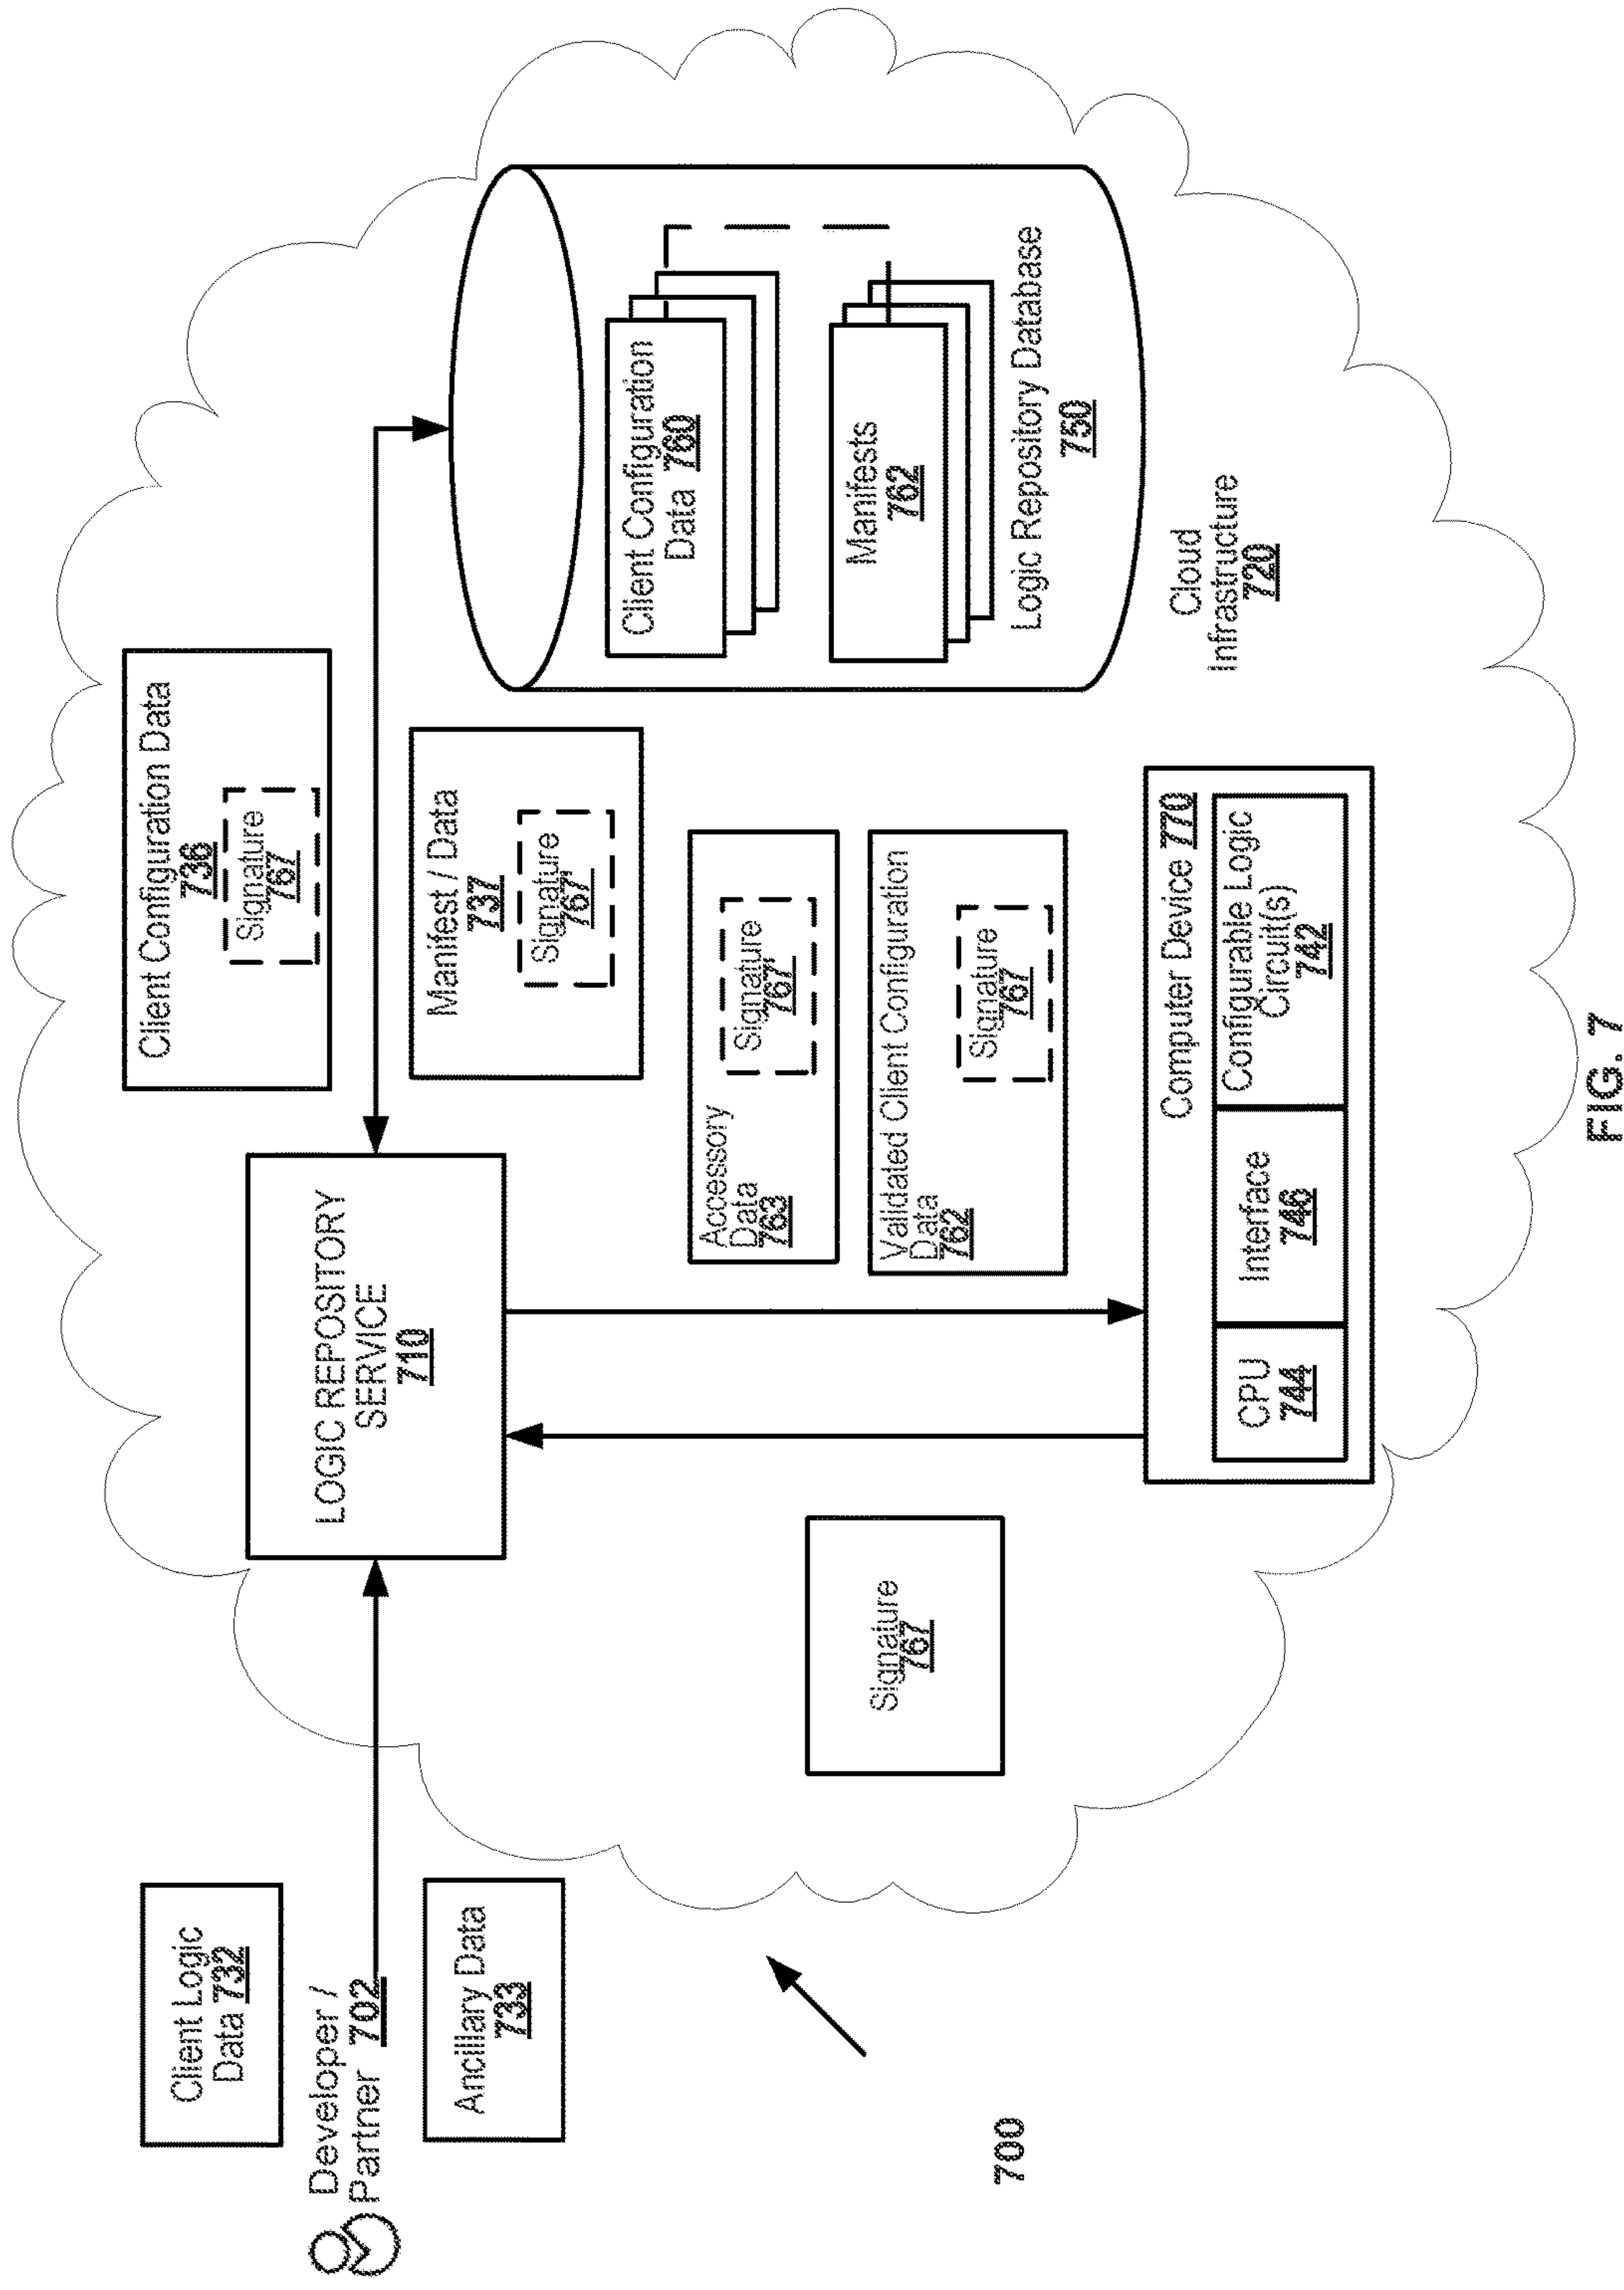 Client Logic
Data 732
Developer /
Partner 702
Ancillary Data
733
700
LOGIC REPOSITORY
SERVICE
710
Signature
767
Client Configuration Data
736
Signature
767
Manifest / Data
737
Signature
767'
Accessory
Data
763
Signature
767'
Validated Client Configuration
Data
762
Signature
767
Computer Device 770
CPU
744
Interface
746
Configurable Logic
Circuit(s)
742
Client Configuration
Data 760
Manifests
762
Logic Repository Database
750
Cloud
Infrastructure
720
FIG. 7